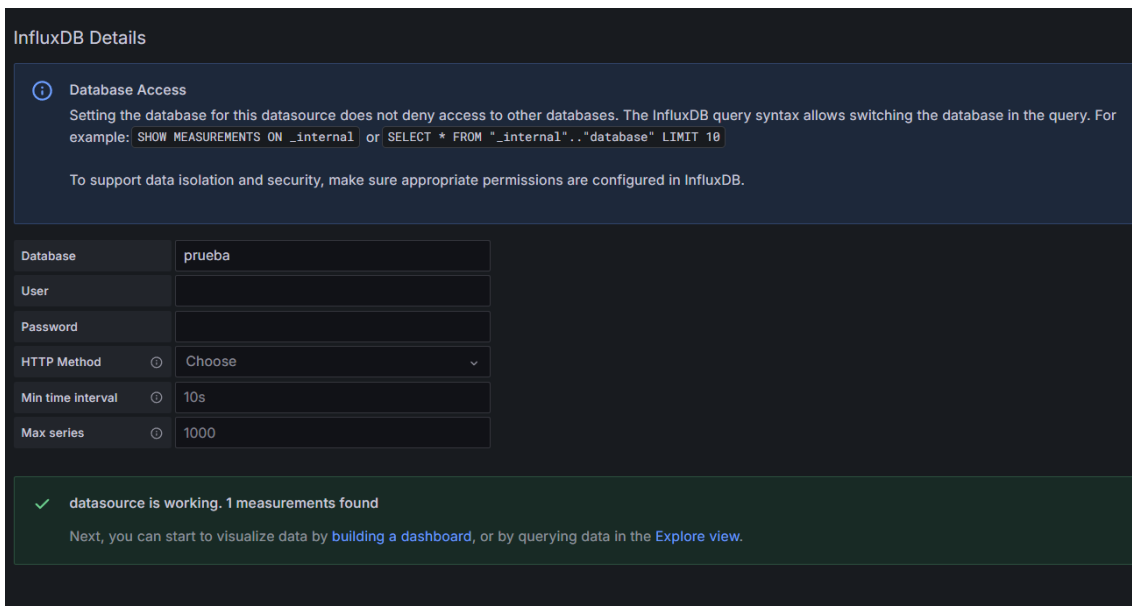 InfluxDB Details
Database Access
Setting the database for this datasource does not deny access to other databases. The InfluxDB query syntax allows switching the database in the query. For
example: SHOW MEASUREMENTS ON _internal or SELECT * FROM "_internal".."database" LIMIT 10
To support data isolation and security, make sure appropriate permissions are configured in InfluxDB.
Database prueba
User
Password
HTTP Method Choose
Min time interval 10s
Max series 1000
datasource is working. 1 measurements found
Next, you can start to visualize data by building a dashboard, or by querying data in the Explore view.